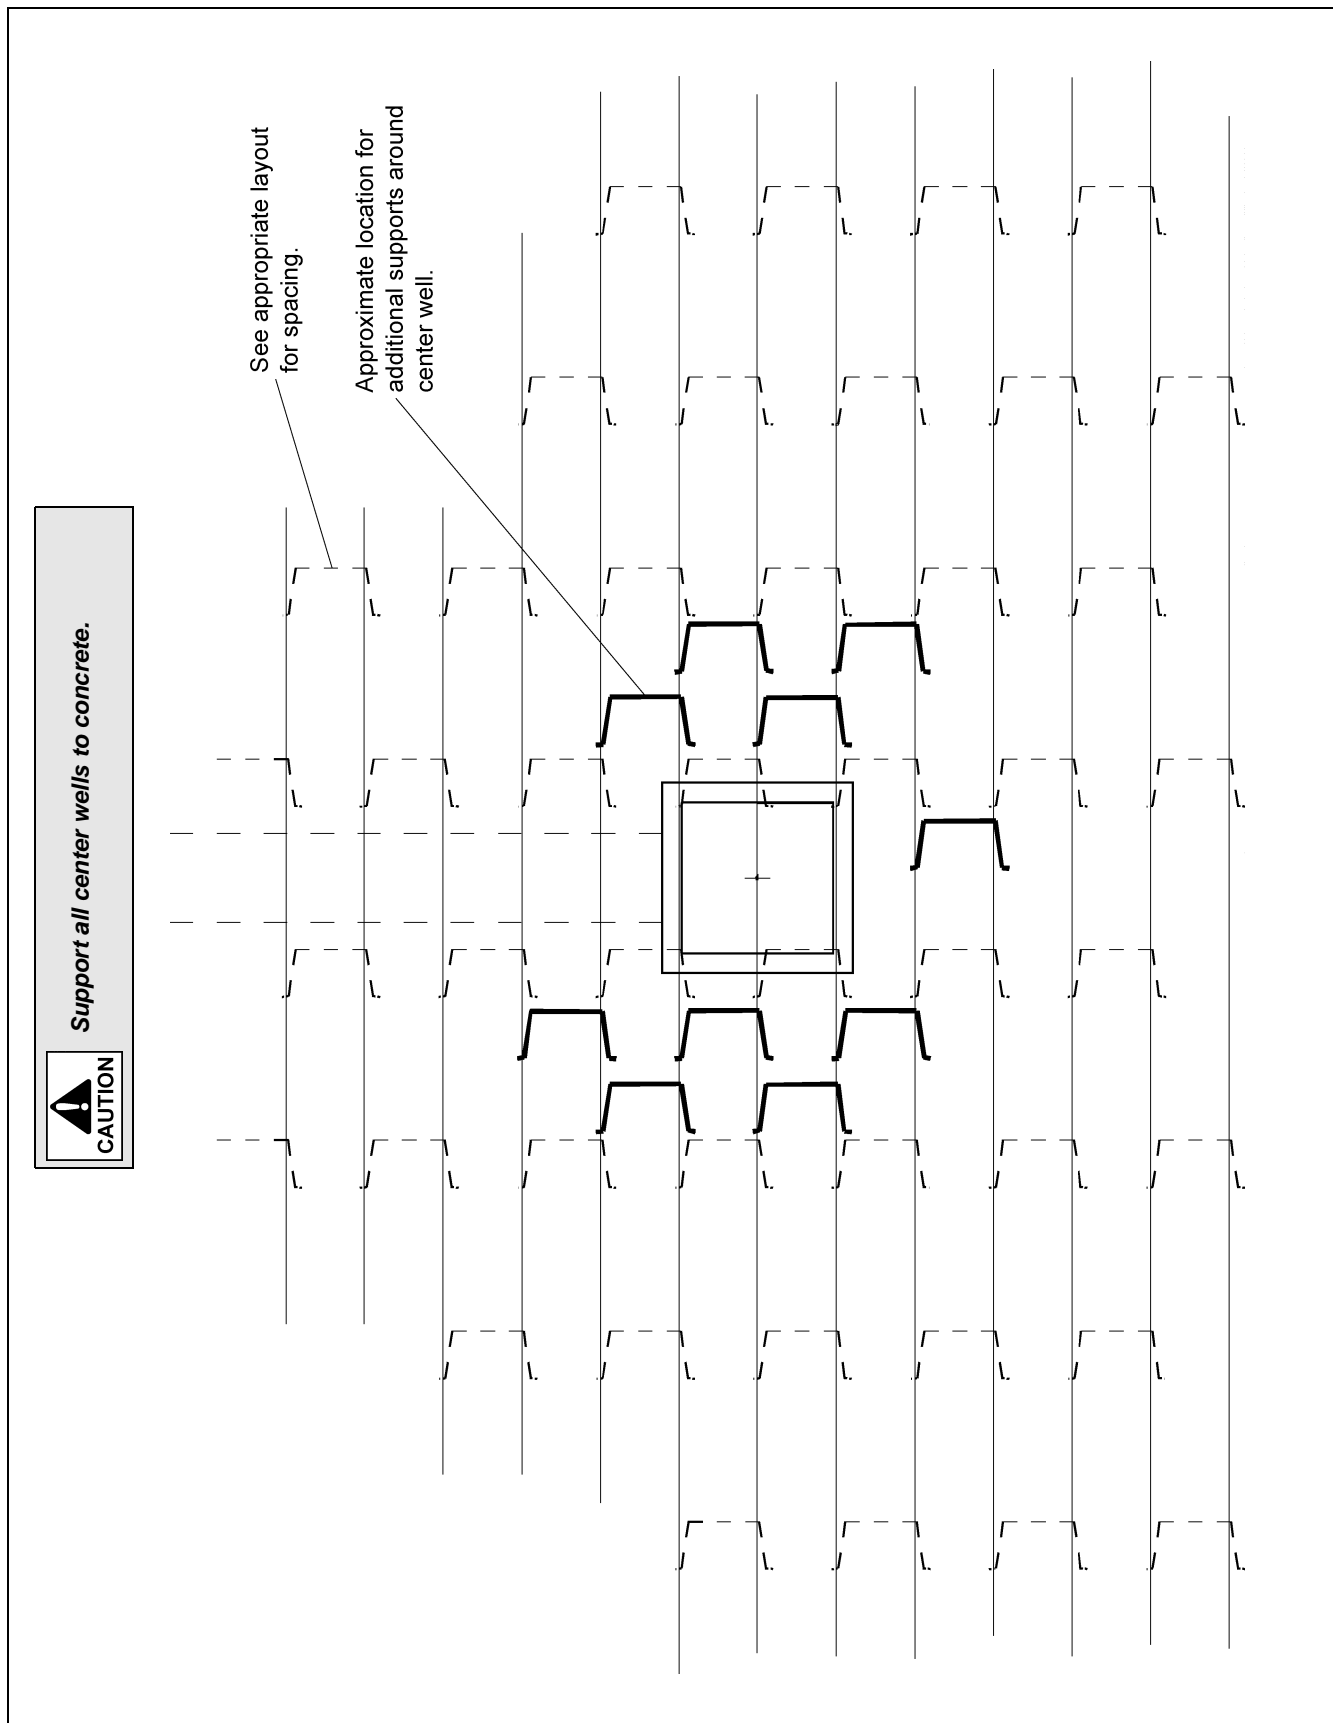 CAUTION
Support all center wells to concrete.
See appropriate layout
for spacing.
Approximate location for
additional supports around
center well.